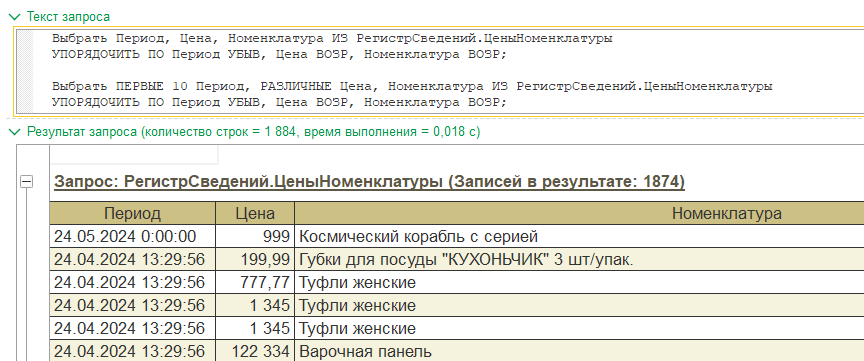 Текст запроса
Выбрать Период, Цена, Номенклатура ИЗ РегистрСведений.ЦеныНоменклатуры
УПОРЯДОЧИТЬ ПО Период УБЫВ, Цена ВОЗР, Номенклатура ВОЗР;
Выбрать ПЕРВЫЕ 10 Период, РАЗЛИЧНЫЕ Цена, Номенклатура ИЗ РегистрСведений.ЦеныНоменклатуры
УПОРЯДОЧИТЬ ПО Период УБЫВ, Цена ВОЗР, Номенклатура ВОЗР;
Результат запроса (количество строк = 1 884, время выполнения = 0,018 с)
Запрос: РегистрСведений.ЦеныНоменклатуры (Записей в результате: 1874)
Период Цена Номенклатура
24.05.2024 0:00:00 999 Космический корабль с серией
24.04.2024 13:29:56 199,99 Губки для посуды "КУХОНЬЧИК" 3 шт/упак.
24.04.2024 13:29:56 777,77 Туфли женские
24.04.2024 13:29:56 1 345 Туфли женские
24.04.2024 13:29:56 1 345 Туфли женские
24.04.2024 13:29:56 122 334 Варочная панель